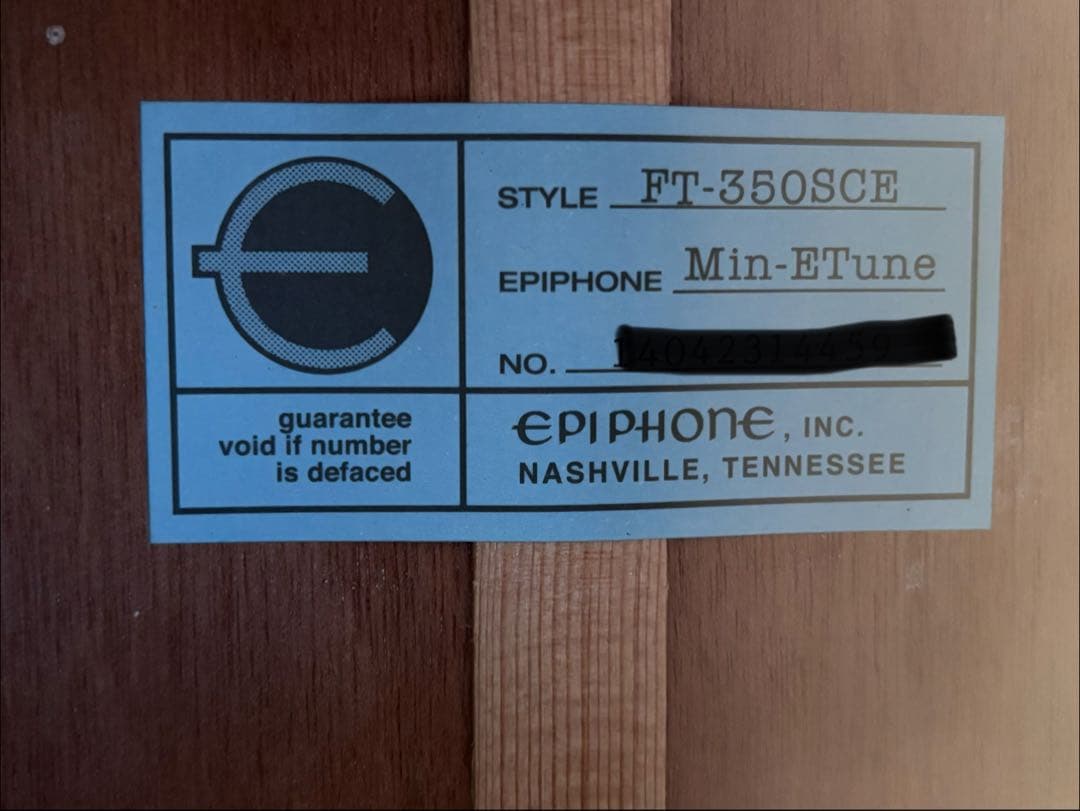 STYLE FT-350SCE
EPIPHONE Min-ETune
NO.
guarantee
void if number
is defaced
EPIPHONE, INC.
NASHVILLE, TENNESSEE